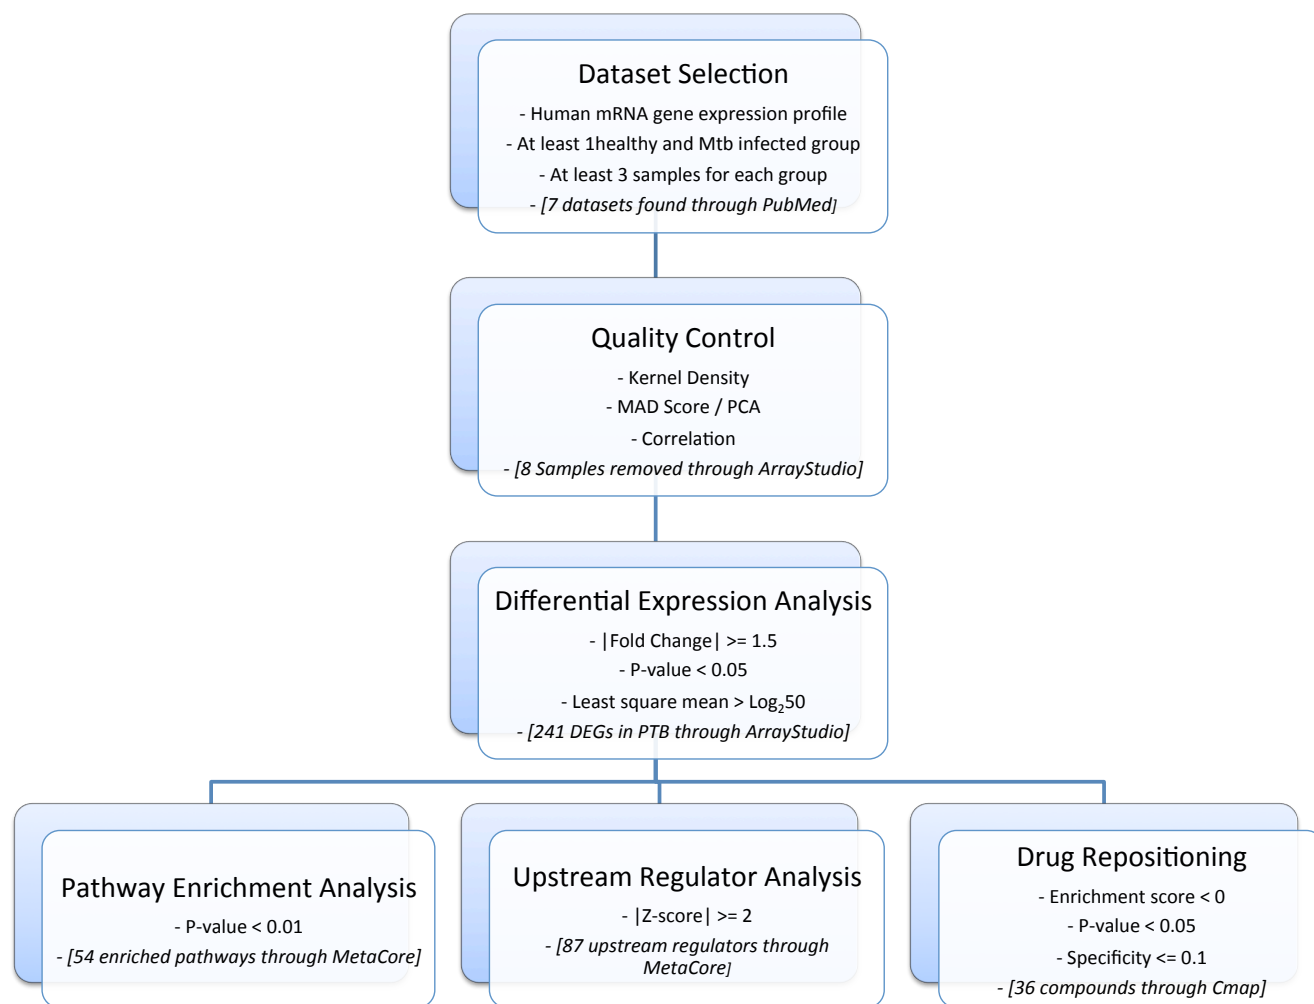 Dataset Selection
- Human mRNA gene expression profile
- At least 1healthy and Mtb infected group
- At least 3 samples for each group
- [7 datasets found through PubMed]
Quality Control
- Kernel Density
- MAD Score / PCA
- Correlation
- [8 Samples removed through ArrayStudio]
Differential Expression Analysis
- |Fold Change| >= 1.5
- P-value < 0.05
- Least square mean > Log₂50
- [241 DEGs in PTB through ArrayStudio]
Pathway Enrichment Analysis
- P-value < 0.01
- [54 enriched pathways through MetaCore]
Upstream Regulator Analysis
- |Z-score| >= 2
- [87 upstream regulators through
MetaCore]
Drug Repositioning
- Enrichment score < 0
- P-value < 0.05
- Specificity <= 0.1
- [36 compounds through Cmap]